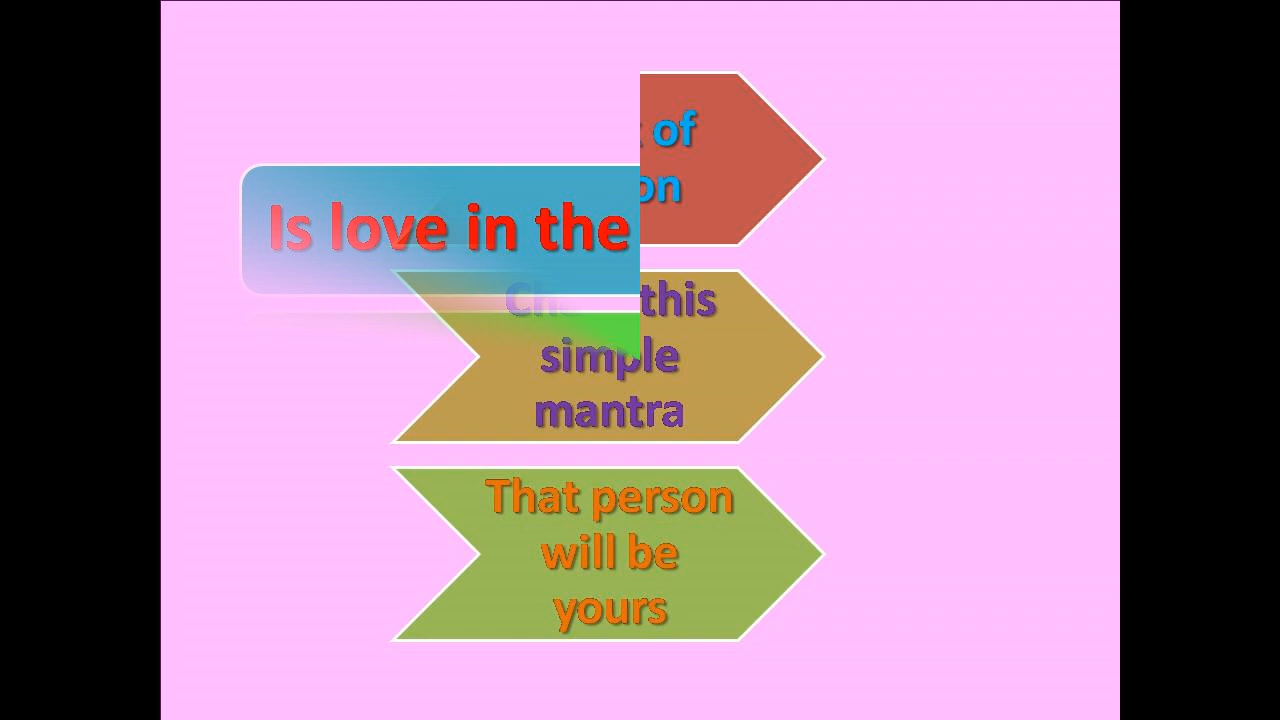 of
on
Is love in the
this
simple
mantra
That person
will be
yours